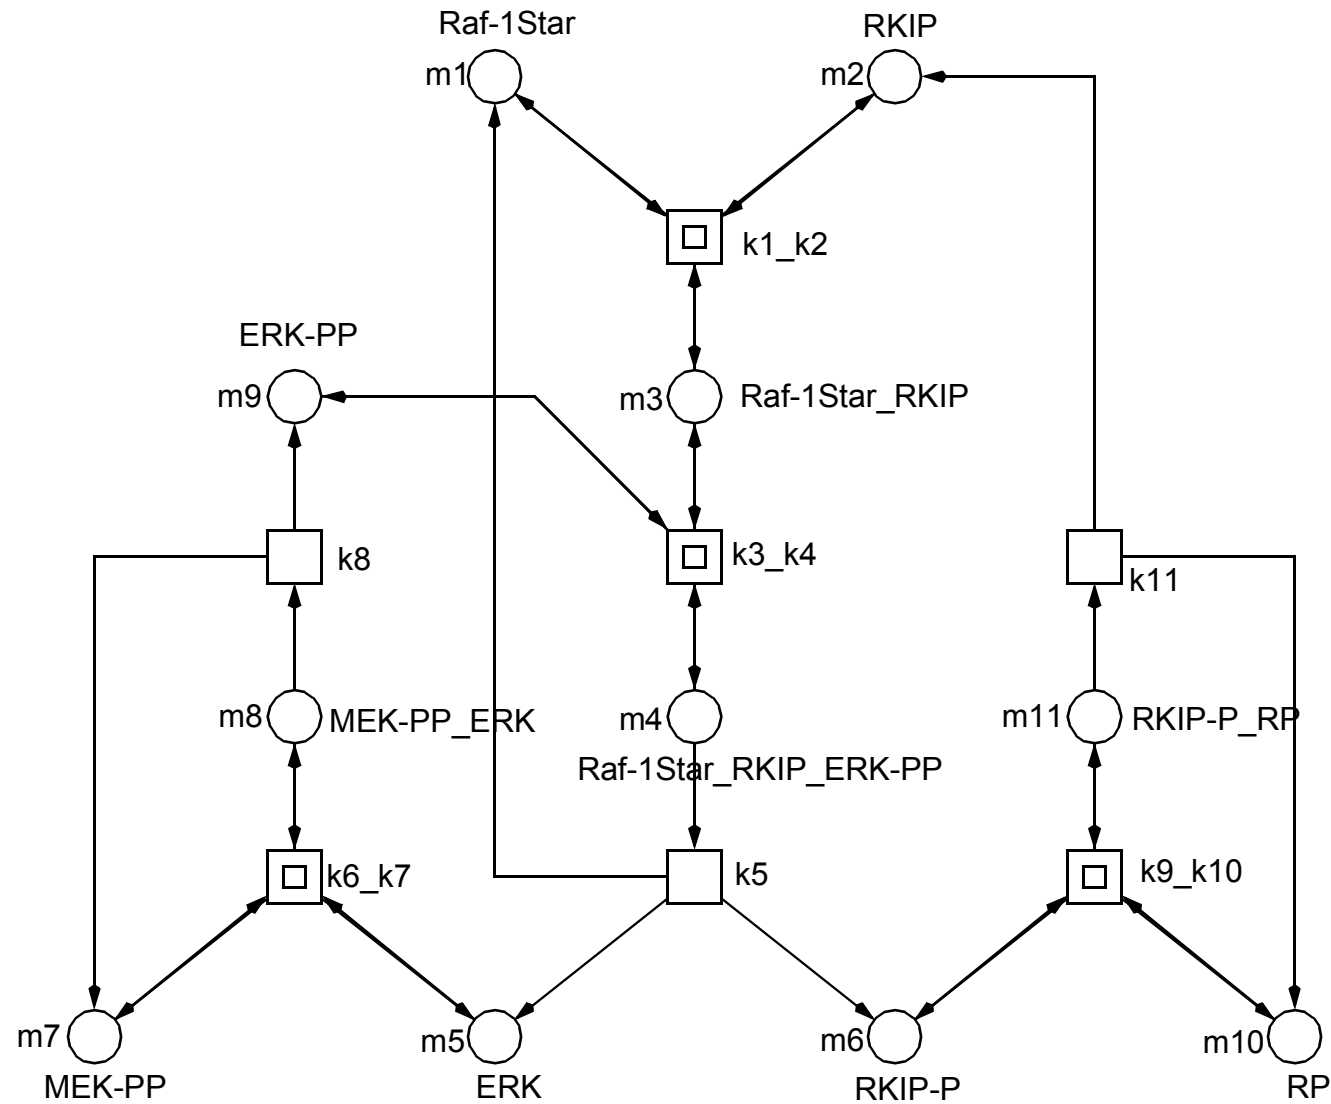 Raf-1Star
RKIP
m1
m2
k1_k2
ERK-PP
m9
m3
Raf-1Star_RKIP
k8
k3_k4
k11
m8
MEK-PP_ERK
m4
m11
RKIP-P_RP
Raf-1Star_RKIP_ERK-PP
k6_k7
k5
k9_k10
m7
m5
m6
m10
MEK-PP
ERK
RKIP-P
RP